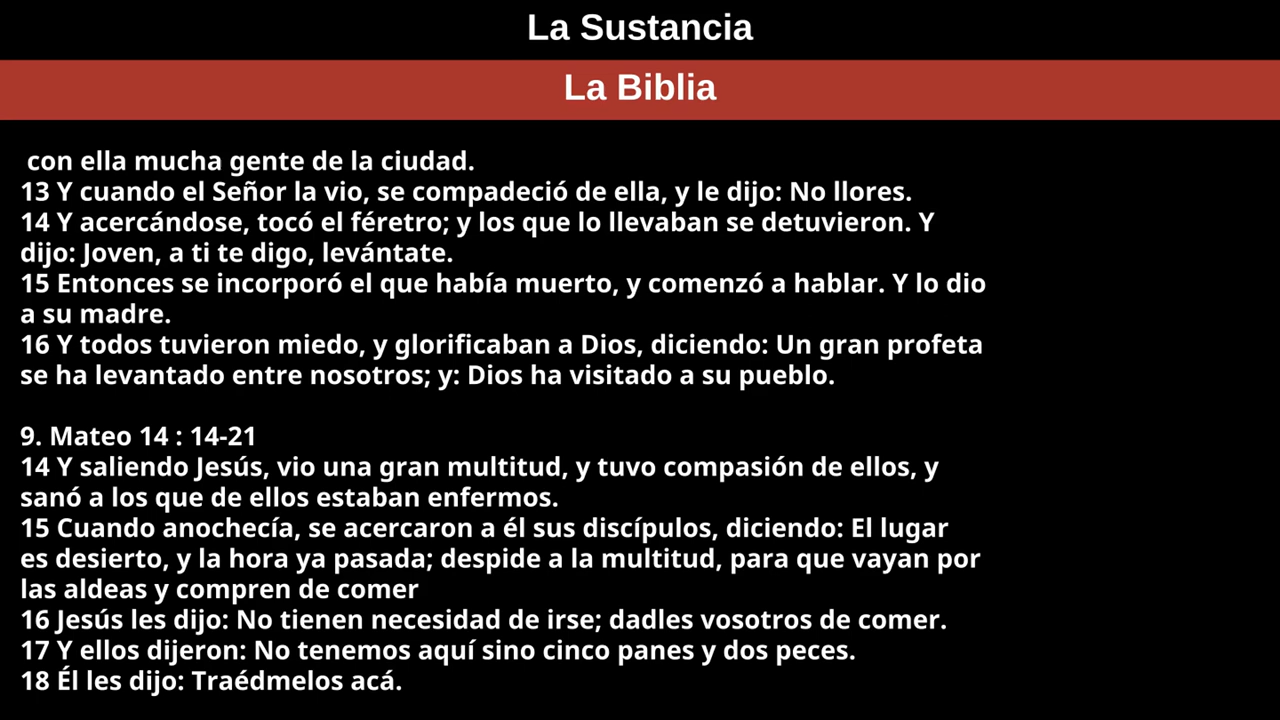 La Sustancia
La Biblia
con ella mucha gente de la ciudad.
13 Y cuando el Señor la vio, se compadeció de ella, y le dijo: No llores.
14 Y acercándose, tocó el féretro; y los que lo llevaban se detuvieron. Y
dijo: Joven, a ti te digo, levántate.
15 Entonces se incorporó el que había muerto, y comenzó a hablar. Y lo dio
a su madre.
16 Y todos tuvieron miedo, y glorificaban a Dios, diciendo: Un gran profeta
se ha levantado entre nosotros; y: Dios ha visitado a su pueblo.
9. Mateo 14 : 14-21
14 Y saliendo Jesús, vio una gran multitud, y tuvo compasión de ellos, y
sanó a los que de ellos estaban enfermos.
15 Cuando anochecía, se acercaron a él sus discípulos, diciendo: El lugar
es desierto, y la hora ya pasada; despide a la multitud, para que vayan por
las aldeas y compren de comer
16 Jesús les dijo: No tienen necesidad de irse; dadles vosotros de comer.
17 Y ellos dijeron: No tenemos aquí sino cinco panes y dos peces.
18 Él les dijo: Traédmelos acá.